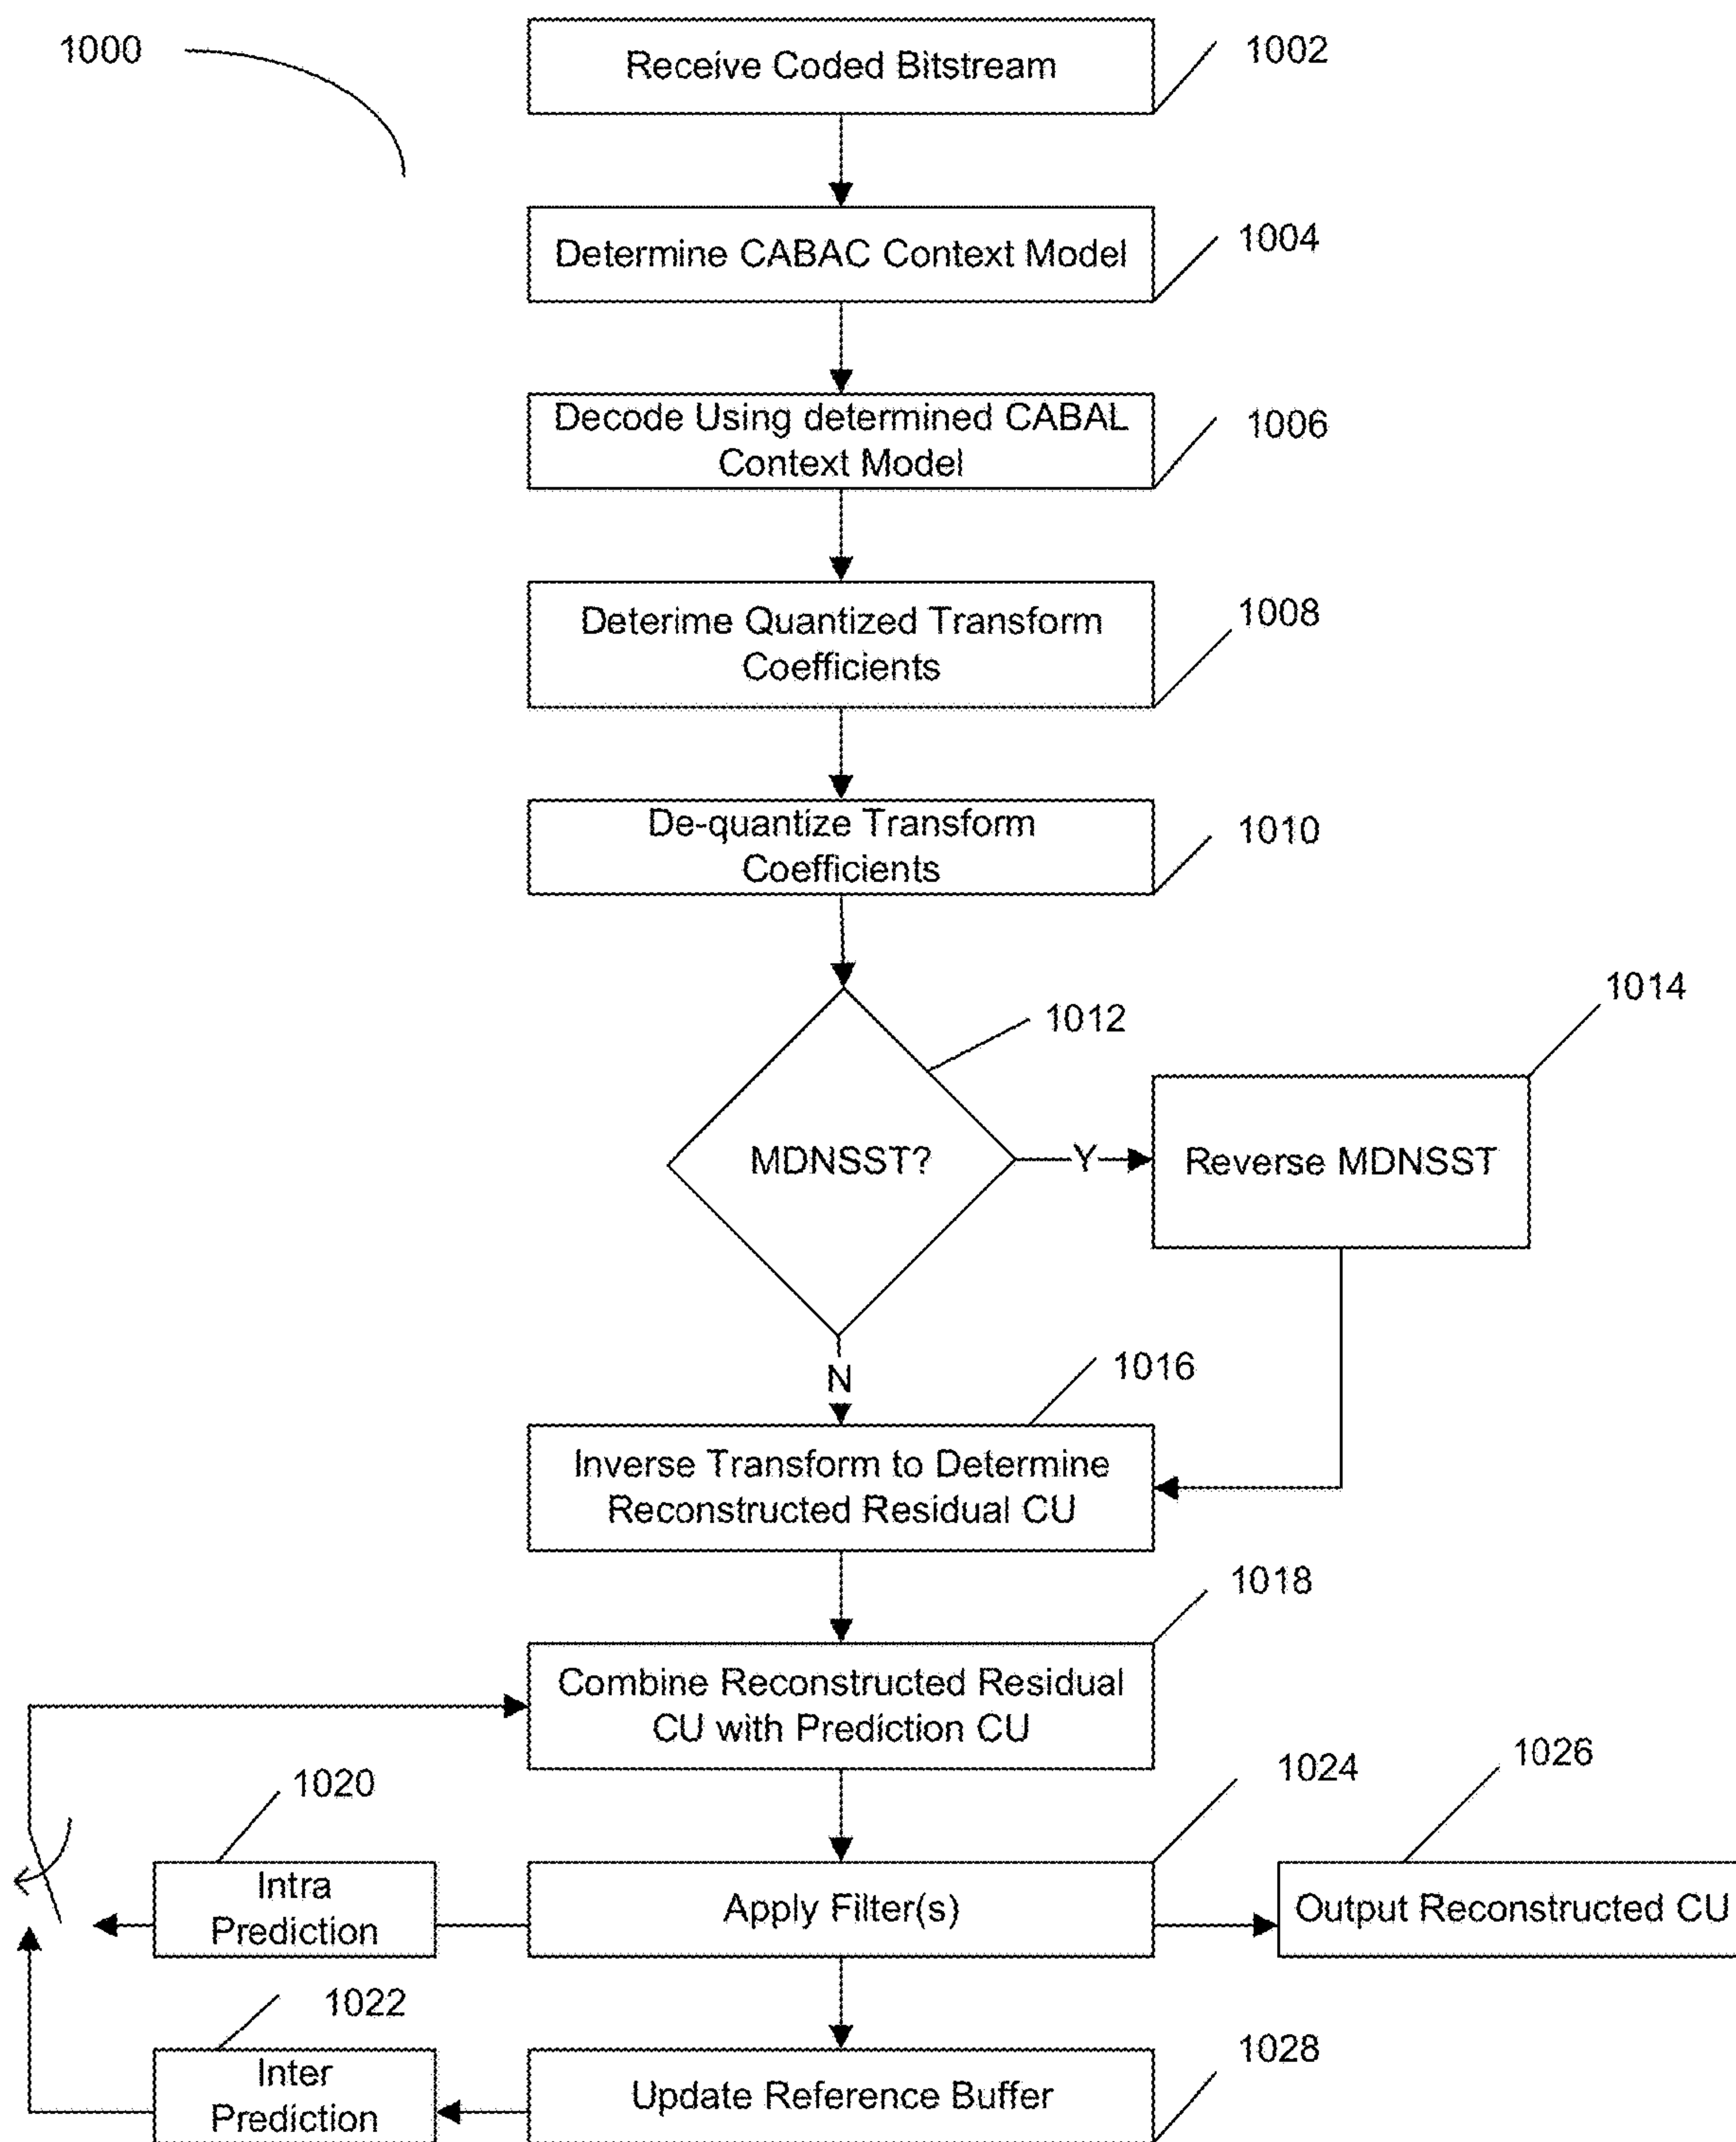 1000
Receive Coded Bitstream
1002
Determine CABAC Context Model
1004
Decode Using determined CABAL
Context Model
1006
Deterime Quantized Transform
Coefficients
1008
De-quantize Transform
Coefficients
1010
1012
1014
MDNSST?
Y
Reverse MDNSST
N
1016
Inverse Transform to Determine
Reconstructed Residual CU
1018
Combine Reconstructed Residual
CU with Prediction CU
1020
1024
1026
Intra
Prediction
Apply Filter(s)
Output Reconstructed CU
1022
1028
Inter
Prediction
Update Reference Buffer